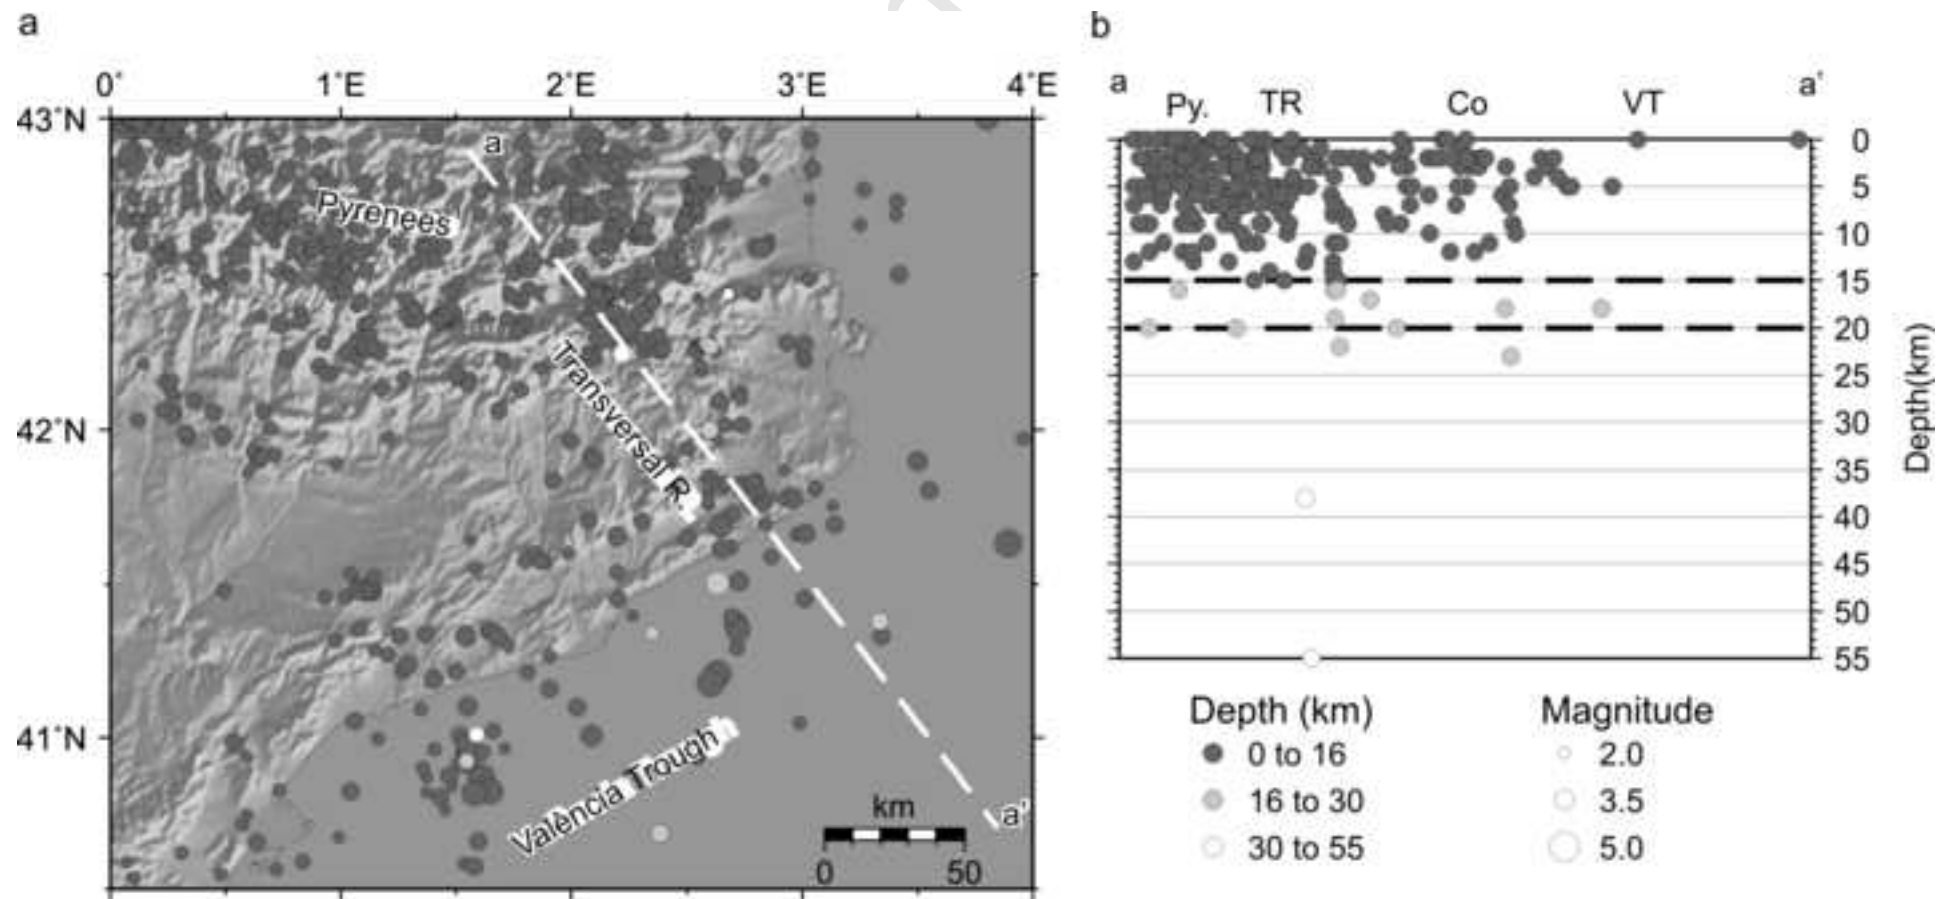 a
0° 1°E 2°E 3°E 4°E
43°N
42°N
41°N
a
Pyrenees
Transversal R.
València Trough
a'
km
0 50
b
a a'
Py. TR Co VT
0
5
10
15
20
25
30
35
40
45
50
55
Depth(km)
Depth (km)
0 to 16
16 to 30
30 to 55
Magnitude
2.0
3.5
5.0